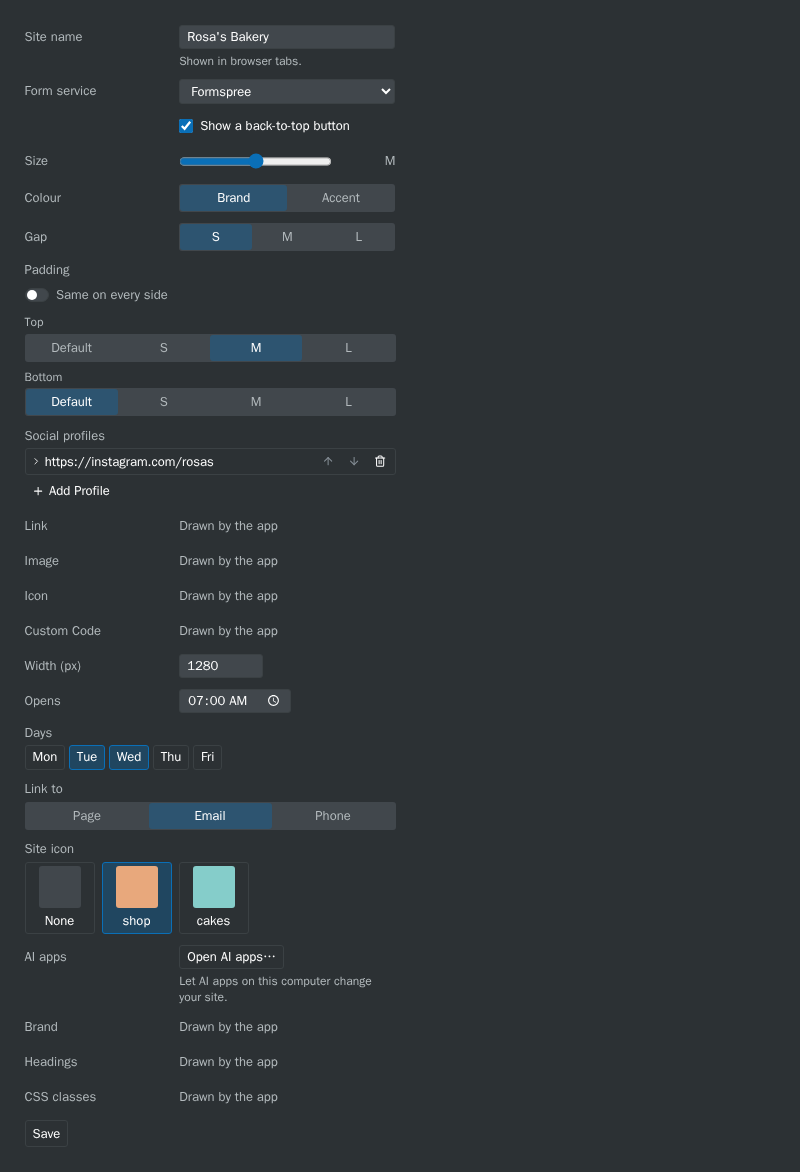 Site name Rosa's Bakery
Shown in browser tabs.
Form service Formspree
Show a back-to-top button
Size M
Colour Brand Accent
Gap S M L
Padding
Same on every side
Top
Default S M L
Bottom
Default S M L
Social profiles
https://instagram.com/rosas
+ Add Profile
Link Drawn by the app
Image Drawn by the app
Icon Drawn by the app
Custom Code Drawn by the app
Width (px) 1280
Opens 07:00 AM
Days
Mon Tue Wed Thu Fri
Link to
Page Email Phone
Site icon
None shop cakes
AI apps Open AI apps···
Let AI apps on this computer change
your site.
Brand Drawn by the app
Headings Drawn by the app
CSS classes Drawn by the app
Save